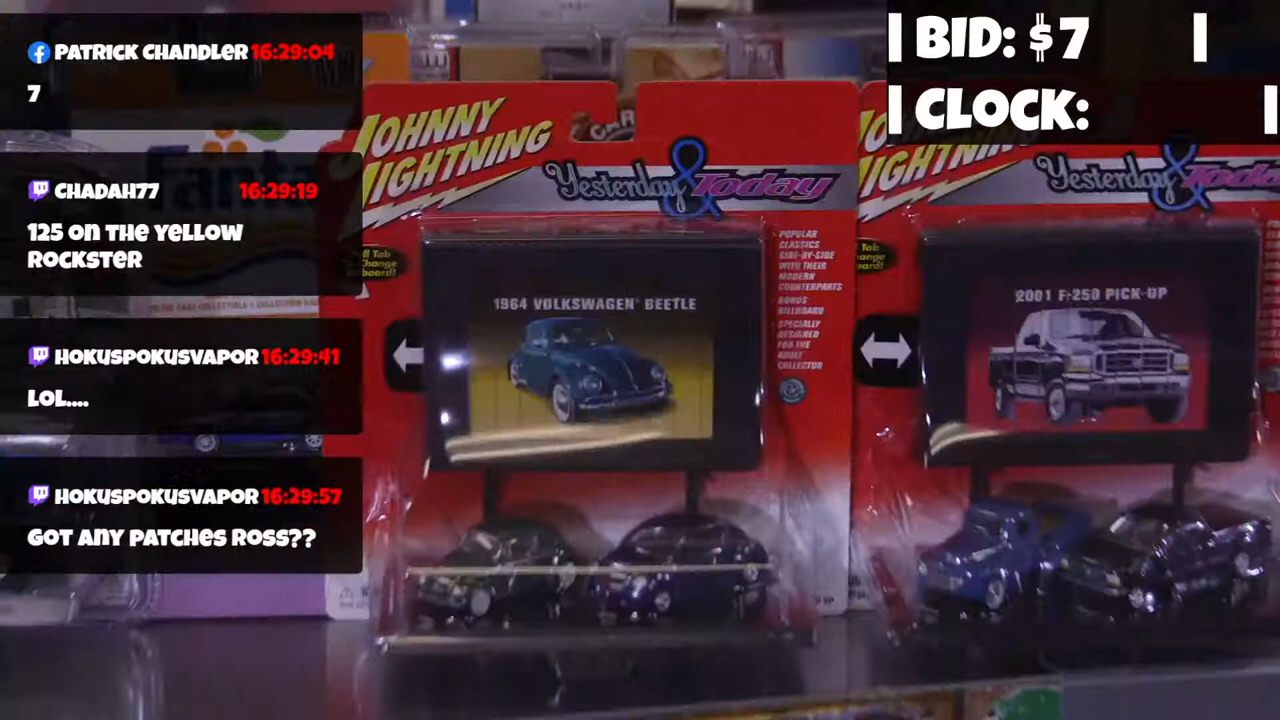 PATRICK CHANDLER 16:29:04
7
CHADAH77 16:29:19
125 ON THE YELLOW
ROCKSTER
HOKUSPOKUSVAPOR 16:29:41
LOL....
HOKUSPOKUSVAPOR 16:29:57
GOT ANY PATCHES ROSS??
| BID: $7 |
| CLOCK: |
Fanta
JOHNNY
LIGHTNING
Yesterday & Today
POPULAR
CLASSICS
SIDE-BY-SIDE
WITH THEIR
MODERN
COUNTERPARTS
BONUS
BILLBOARD
SPECIALLY
DESIGNED
FOR THE
ADULT
COLLECTOR
1964 VOLKSWAGEN® BEETLE
LIGHTNING
Yesterday & Toda
2001 F-250 PICK-UP